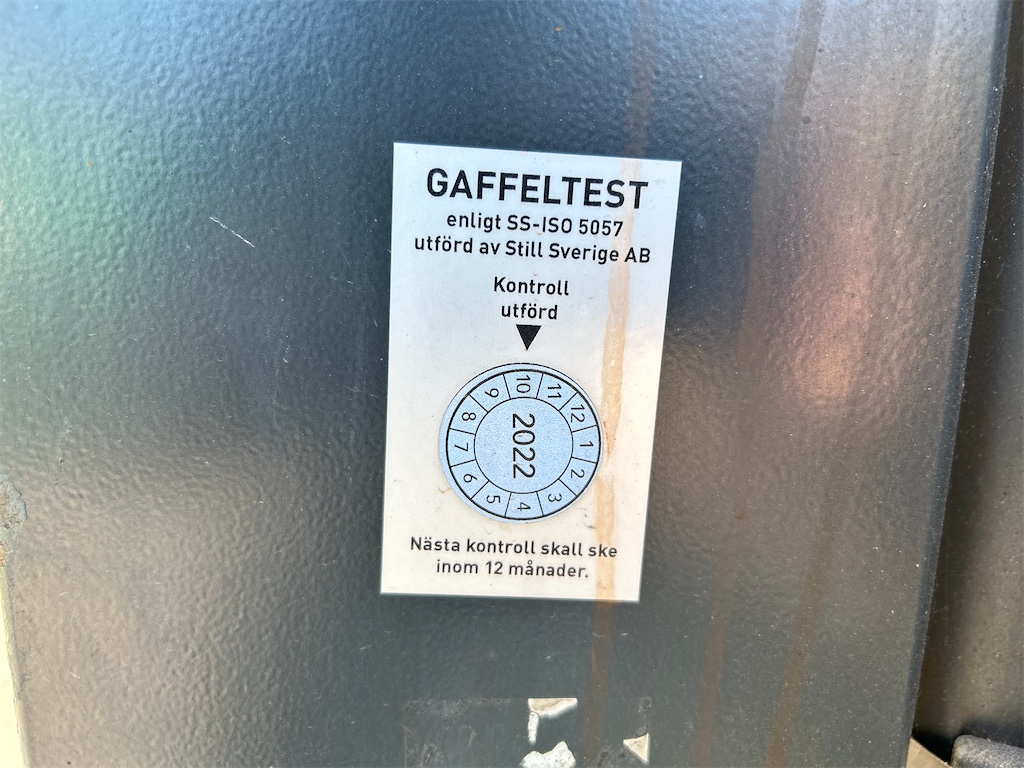 GAFFELTEST
enligt SS-ISO 5057
utförd av Still Sverige AB
Kontroll
utförd
10
11
12
1
2
3
4
5
6
7
8
9
2022
Nästa kontroll skall ske
inom 12 månader.